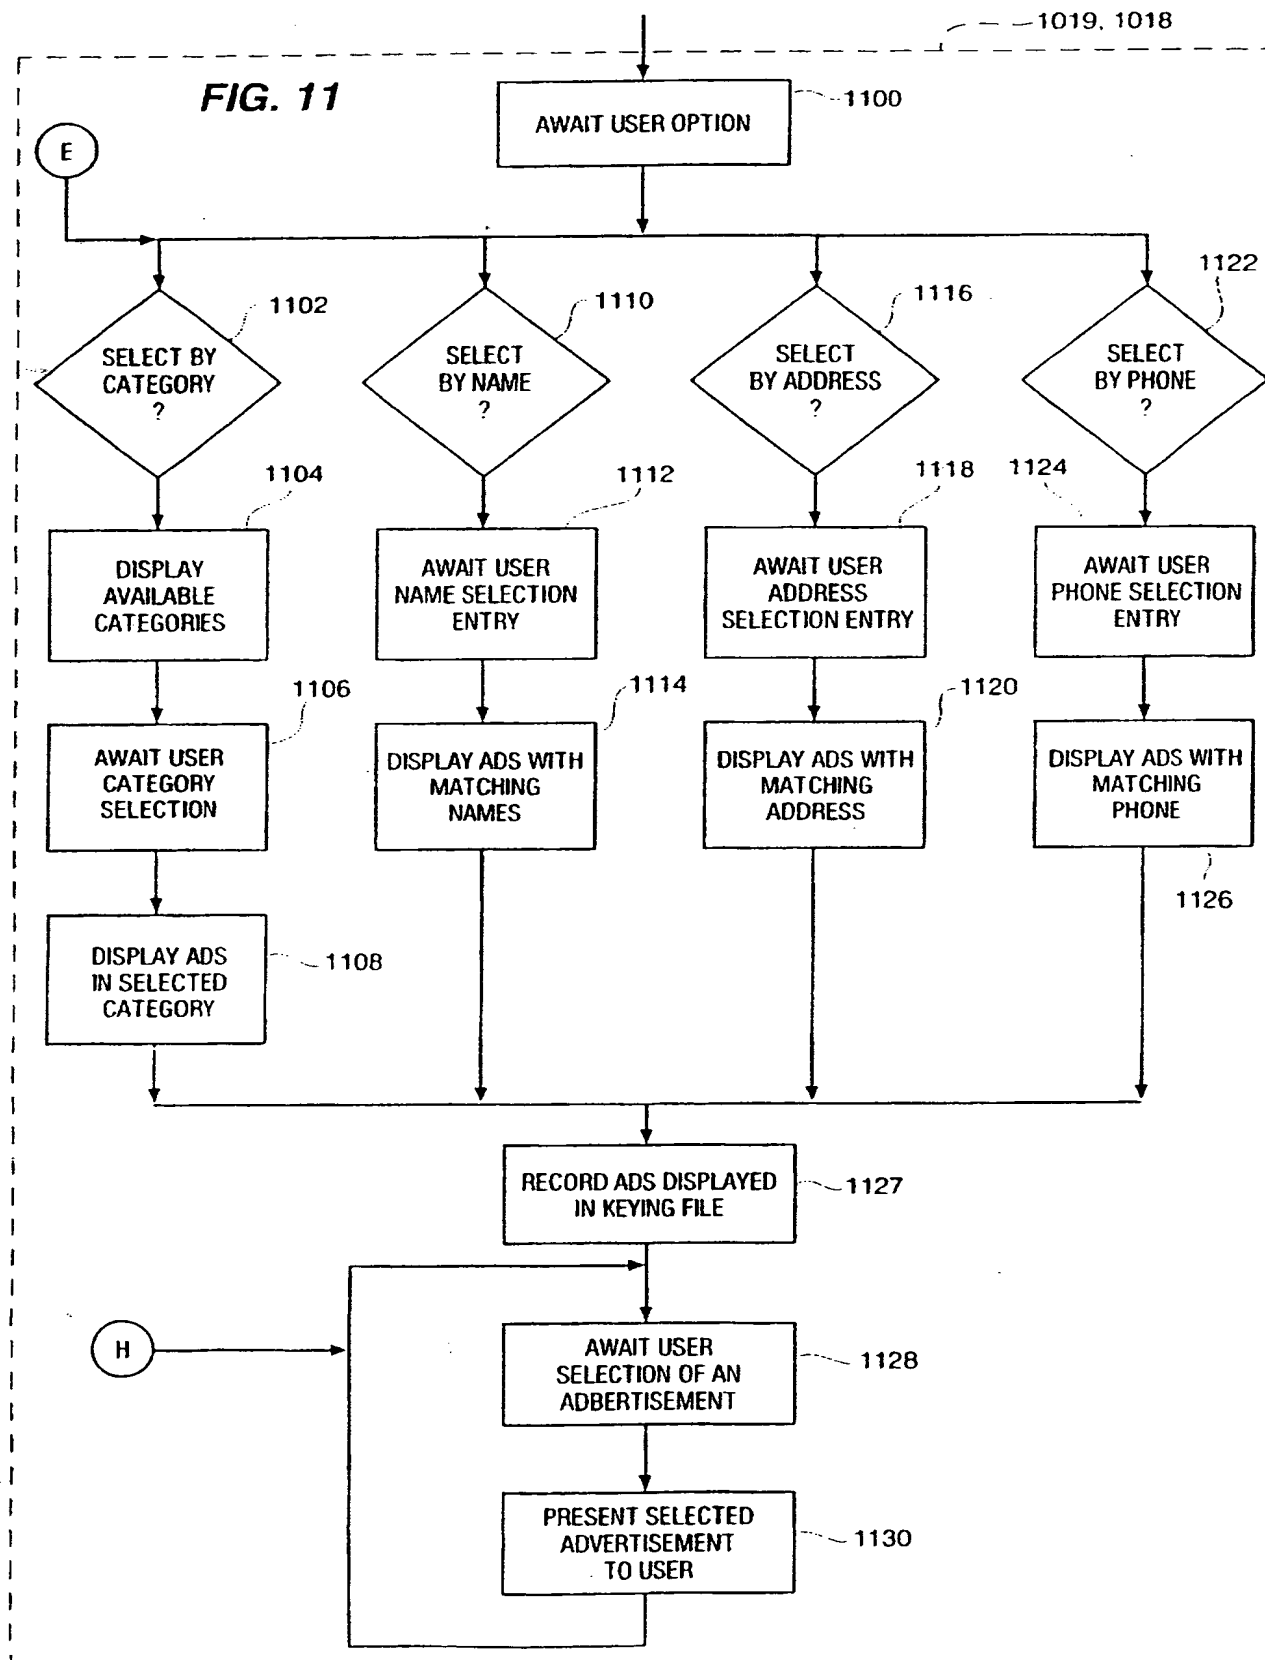 1019, 1018
FIG. 11
1100
AWAIT USER OPTION
E
1102
1110
1116
1122
SELECT BY
CATEGORY
?
SELECT
BY NAME
?
SELECT
BY ADDRESS
?
SELECT
BY PHONE
?
1104
1112
1118
1124
DISPLAY
AVAILABLE
CATEGORIES
AWAIT USER
NAME SELECTION
ENTRY
AWAIT USER
ADDRESS
SELECTION ENTRY
AWAIT USER
PHONE SELECTION
ENTRY
1106
1114
1120
AWAIT USER
CATEGORY
SELECTION
DISPLAY ADS WITH
MATCHING
NAMES
DISPLAY ADS WITH
MATCHING
ADDRESS
DISPLAY ADS WITH
MATCHING
PHONE
1126
DISPLAY ADS
IN SELECTED
CATEGORY
1108
RECORD ADS DISPLAYED
IN KEYING FILE
1127
H
AWAIT USER
SELECTION OF AN
ADBERTISEMENT
1128
PRESENT SELECTED
ADVERTISEMENT
TO USER
1130